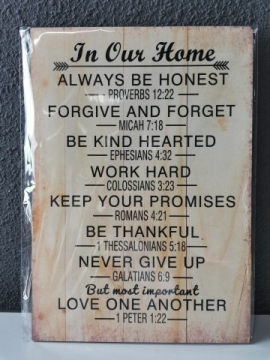 In Our Home
ALWAYS BE HONEST
PROVERBS 12:22
FORGIVE AND FORGET
MICAH 7:18
BE KIND HEARTED
EPHESIANS 4:32
WORK HARD
COLOSSIANS 3:23
KEEP YOUR PROMISES
ROMANS 4:21
BE THANKFUL
1 THESSALONIANS 5:18
NEVER GIVE UP
GALATIANS 6:9
But most important
LOVE ONE ANOTHER
1 PETER 1:22